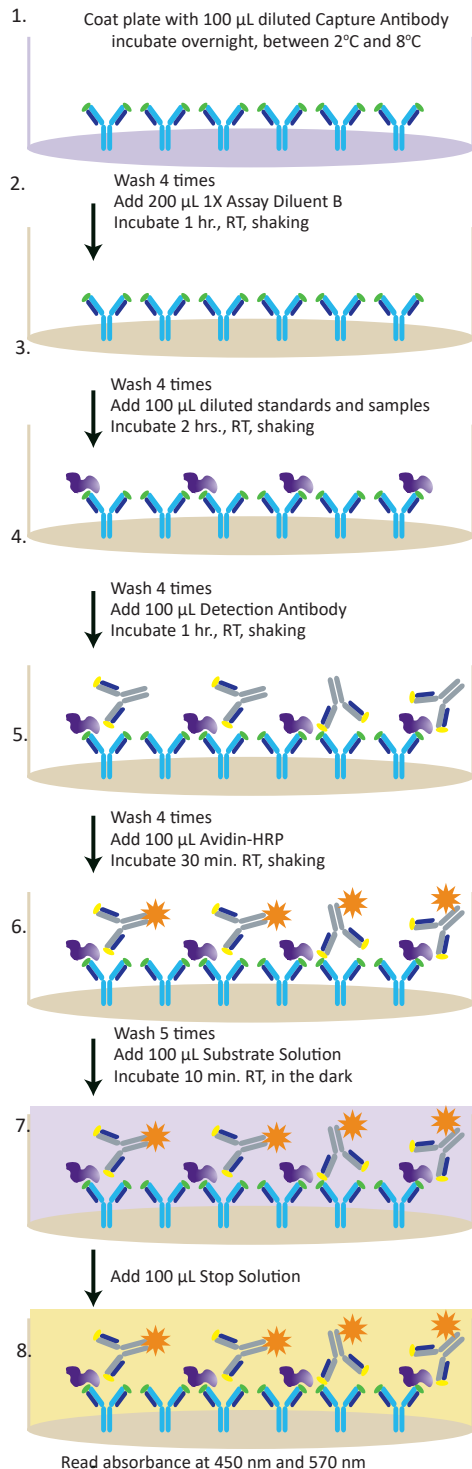 1.
Coat plate with 100 µL diluted Capture Antibody
incubate overnight, between 2°C and 8°C
2.
Wash 4 times
Add 200 µL 1X Assay Diluent B
Incubate 1 hr., RT, shaking
3.
Wash 4 times
Add 100 µL diluted standards and samples
Incubate 2 hrs., RT, shaking
4.
Wash 4 times
Add 100 µL Detection Antibody
Incubate 1 hr., RT, shaking
5.
Wash 4 times
Add 100 µL Avidin-HRP
Incubate 30 min. RT, shaking
6.
Wash 5 times
Add 100 µL Substrate Solution
Incubate 10 min. RT, in the dark
7.
Add 100 µL Stop Solution
8.
Read absorbance at 450 nm and 570 nm